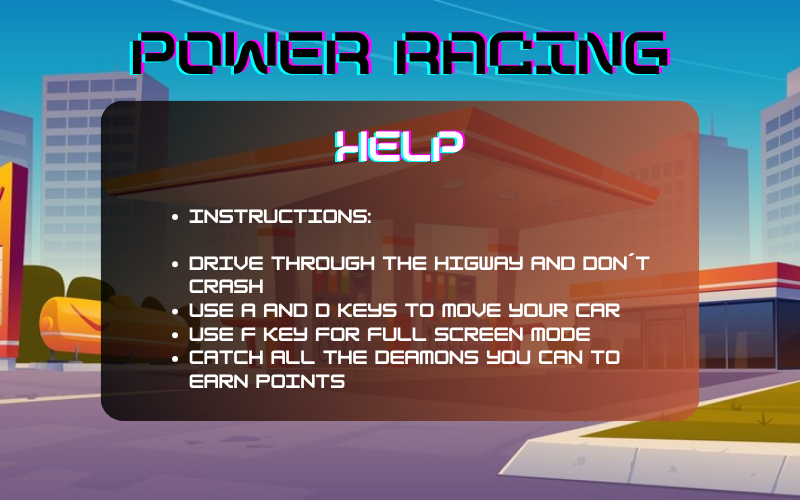 POWER RACING
HELP
• INSTRUCTIONS:
• DRIVE THROUGH THE HIGWAY AND DON´T
CRASH
• USE A AND D KEYS TO MOVE YOUR CAR
• USE F KEY FOR FULL SCREEN MODE
• CATCH ALL THE DEAMONS YOU CAN TO
EARN POINTS